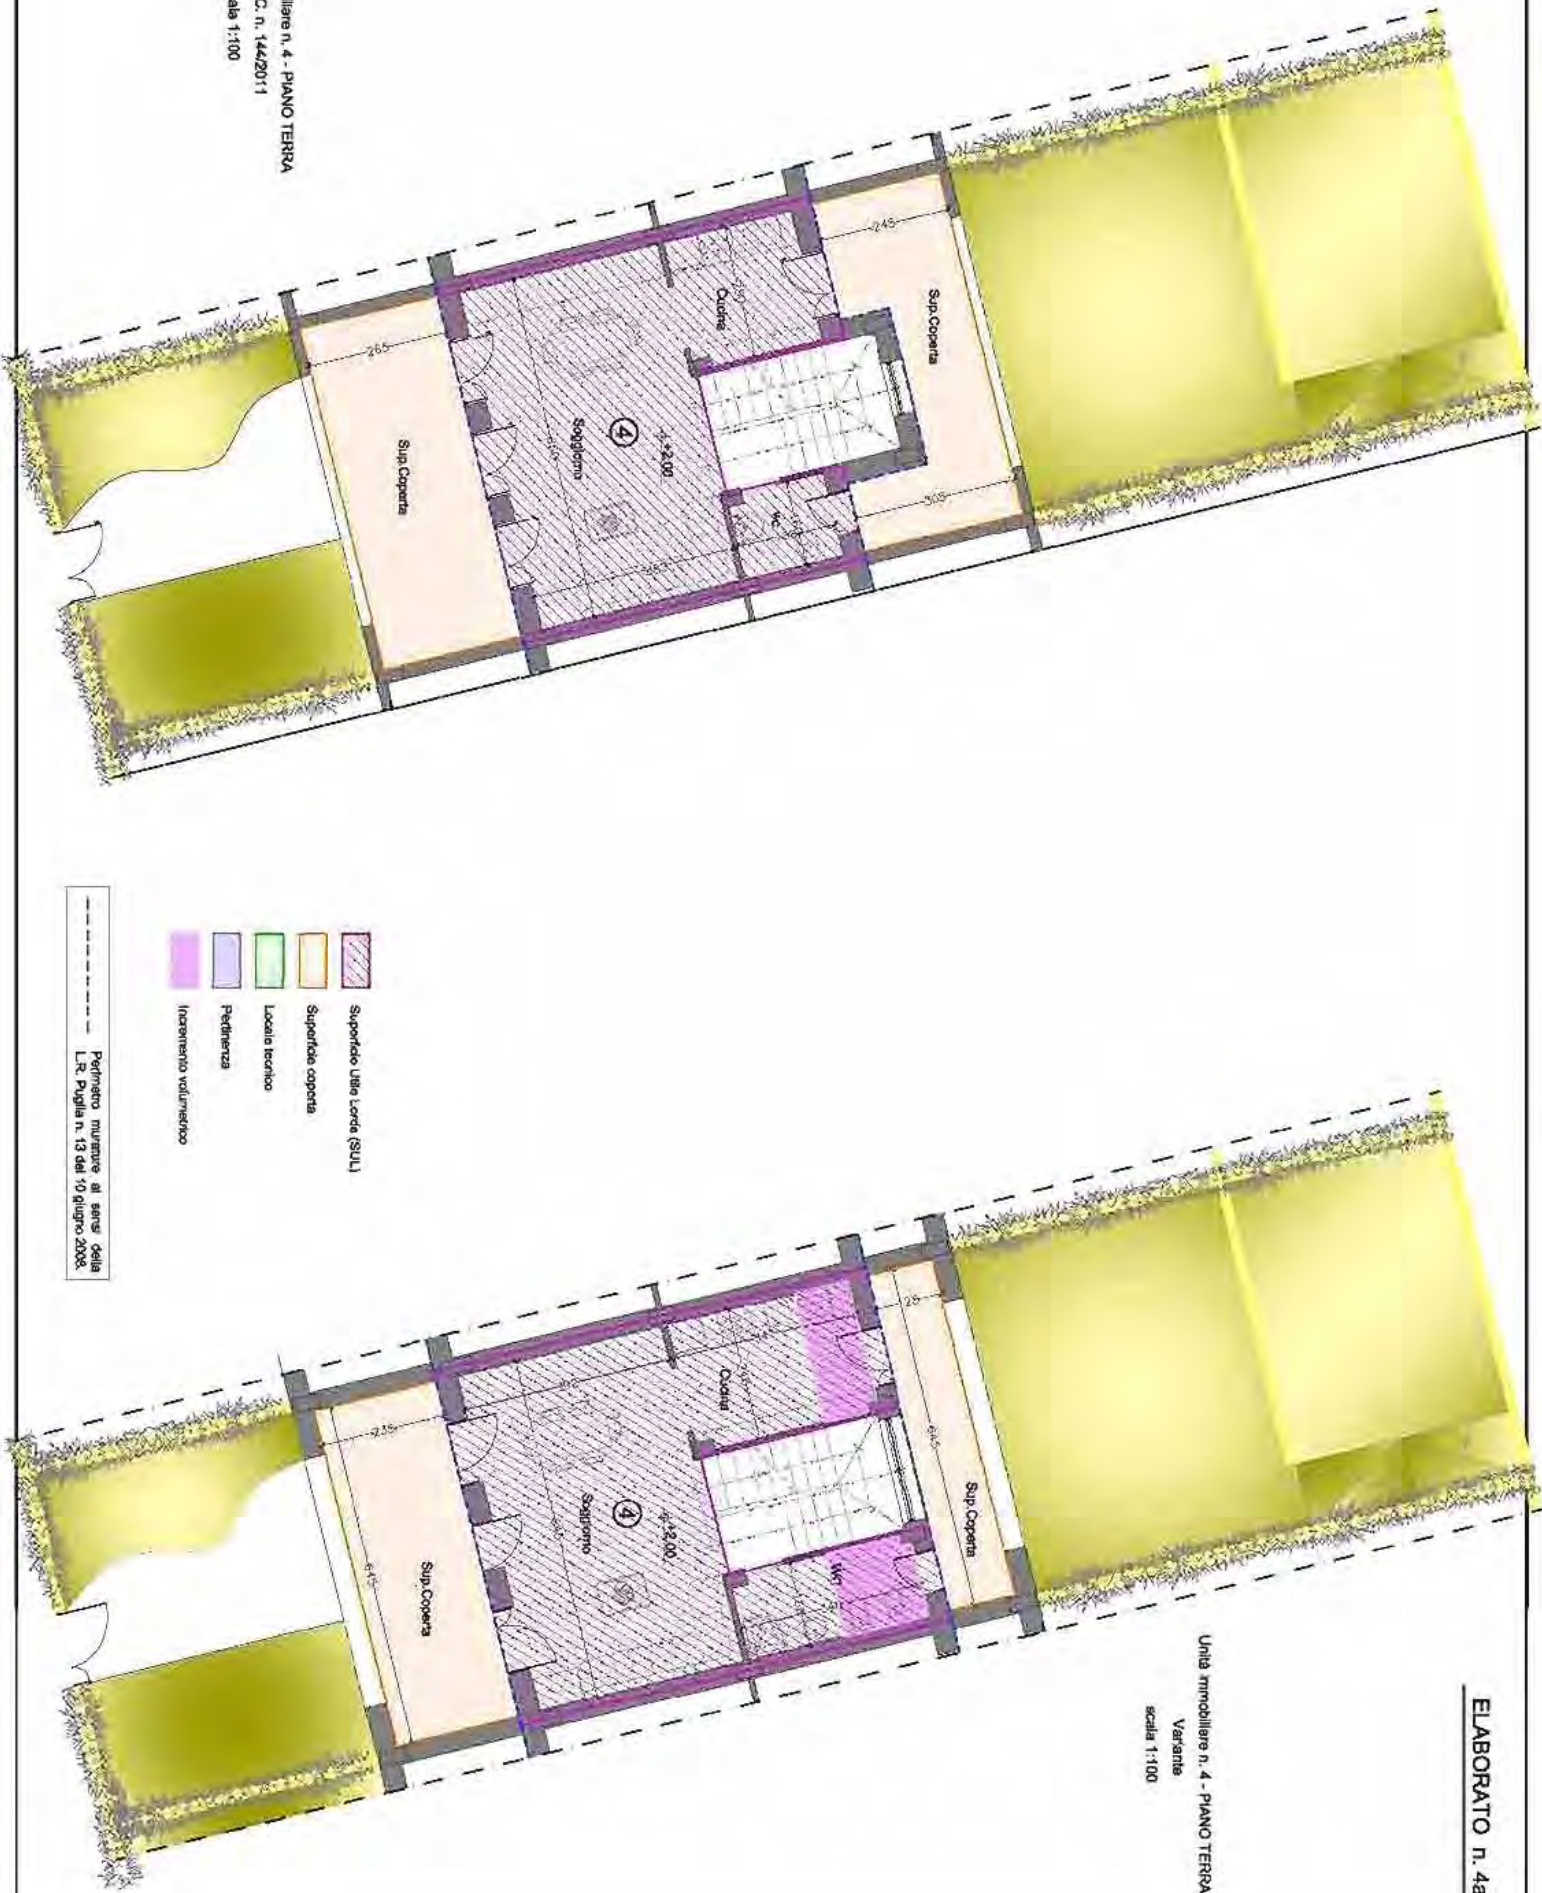 ELABORATO n. 4a
Unità immobiliare n. 4 - PIANO TERRA
Variante
scala 1:100
liare n. 4 - PIANO TERRA
C. n. 144/2011
ala 1:100
Sup.Coperta
245
305
Cucina
Wc
+2,00
4
Soggiorno
265
Sup.Coperta
Superficie Utile Lorda (SUL)
Superficie coperta
Locale tecnico
Pertinenza
Incremento volumetrico
Perimetro murature ai sensi della
L.R. Puglia n. 13 del 10 giugno 2008.
Sup.Coperta
645
Cucina
+2,00
4
Soggiorno
235
645
Sup.Coperta